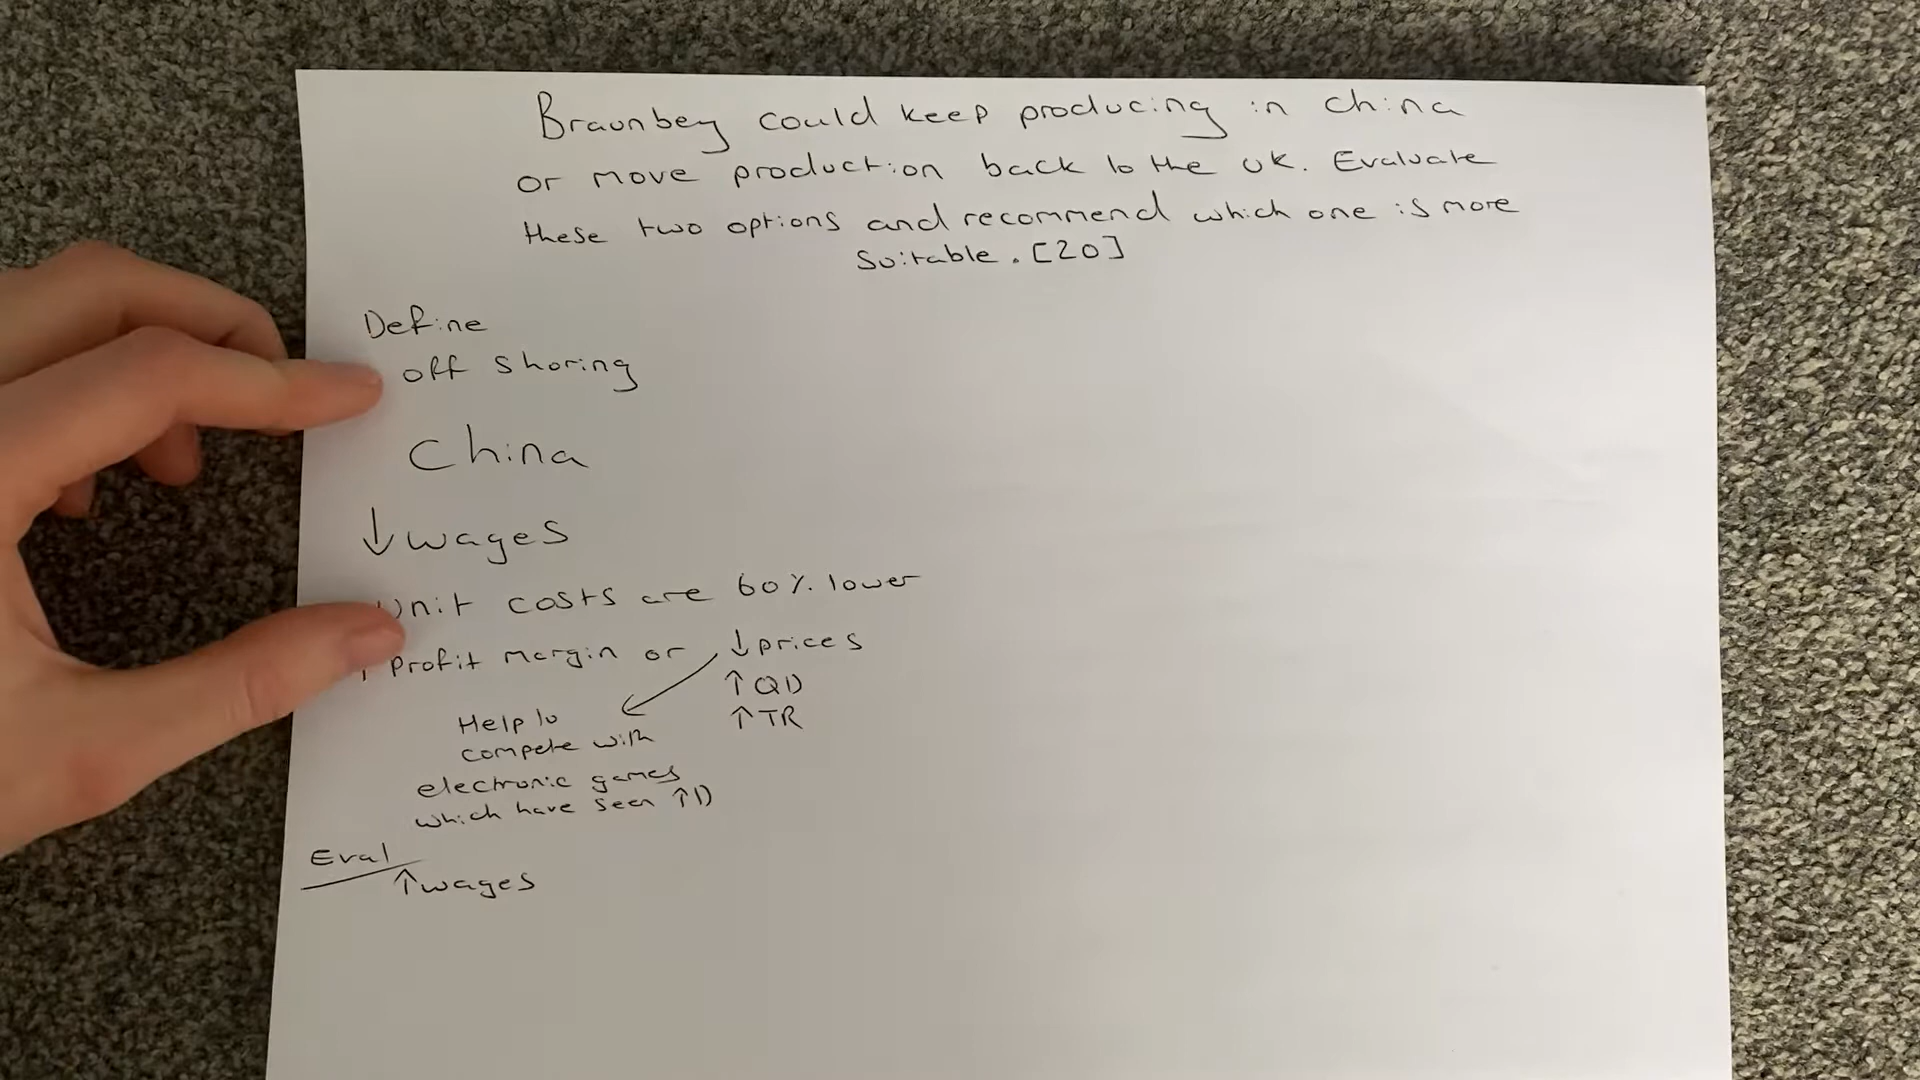 Braunbey could keep producing in china
or move production back to the UK. Evaluate
these two options and recommend which one is more
Suitable. [20]
Define
off shoring
China
↓ wages
Unit costs are 60% lower
Profit margin or ↓ prices
↑ QD
↑ TR
Help to
compete with
electronic games
which have seen ↑D
Eval
↑ wages